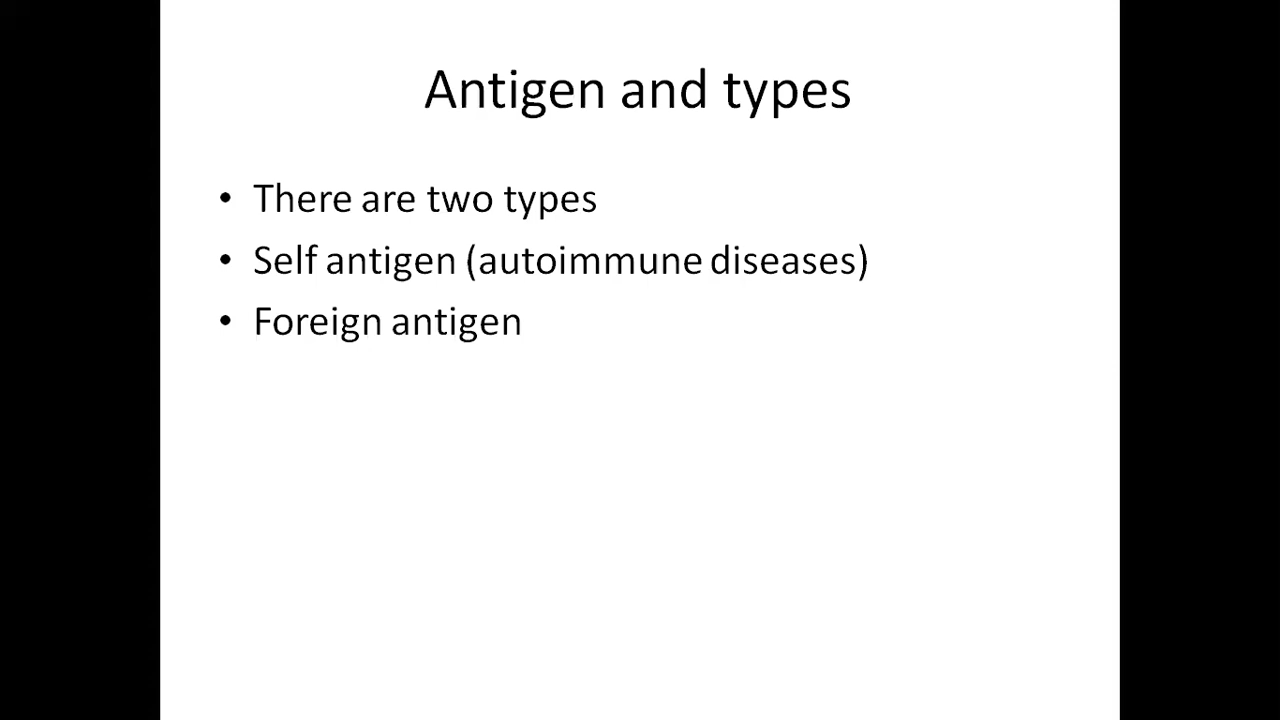 Antigen and types
• There are two types
• Self antigen (autoimmune diseases)
• Foreign antigen